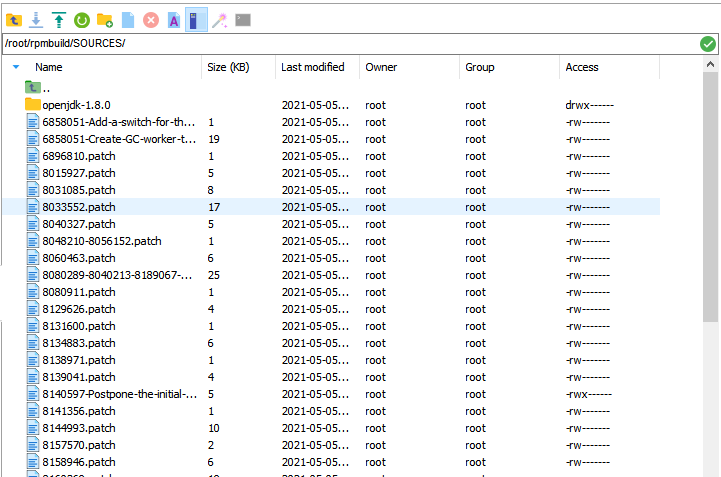 /root/rpmbuild/SOURCES/
Name Size (KB) Last modified Owner Group Access
..
openjdk-1.8.0 2021-05-05... root root drwx------
6858051-Add-a-switch-for-th... 1 2021-05-05... root root -rw-------
6858051-Create-GC-worker-t... 19 2021-05-05... root root -rw-------
6896810.patch 1 2021-05-05... root root -rw-------
8015927.patch 5 2021-05-05... root root -rw-------
8031085.patch 8 2021-05-05... root root -rw-------
8033552.patch 17 2021-05-05... root root -rw-------
8040327.patch 5 2021-05-05... root root -rw-------
8048210-8056152.patch 1 2021-05-05... root root -rw-------
8060463.patch 6 2021-05-05... root root -rw-------
8080289-8040213-8189067-... 25 2021-05-05... root root -rw-------
8080911.patch 1 2021-05-05... root root -rw-------
8129626.patch 4 2021-05-05... root root -rw-------
8131600.patch 1 2021-05-05... root root -rw-------
8134883.patch 6 2021-05-05... root root -rw-------
8138971.patch 1 2021-05-05... root root -rw-------
8139041.patch 4 2021-05-05... root root -rw-------
8140597-Postpone-the-initial-... 5 2021-05-05... root root -rwx------
8141356.patch 1 2021-05-05... root root -rw-------
8144993.patch 10 2021-05-05... root root -rw-------
8157570.patch 2 2021-05-05... root root -rw-------
8158946.patch 6 2021-05-05... root root -rw-------